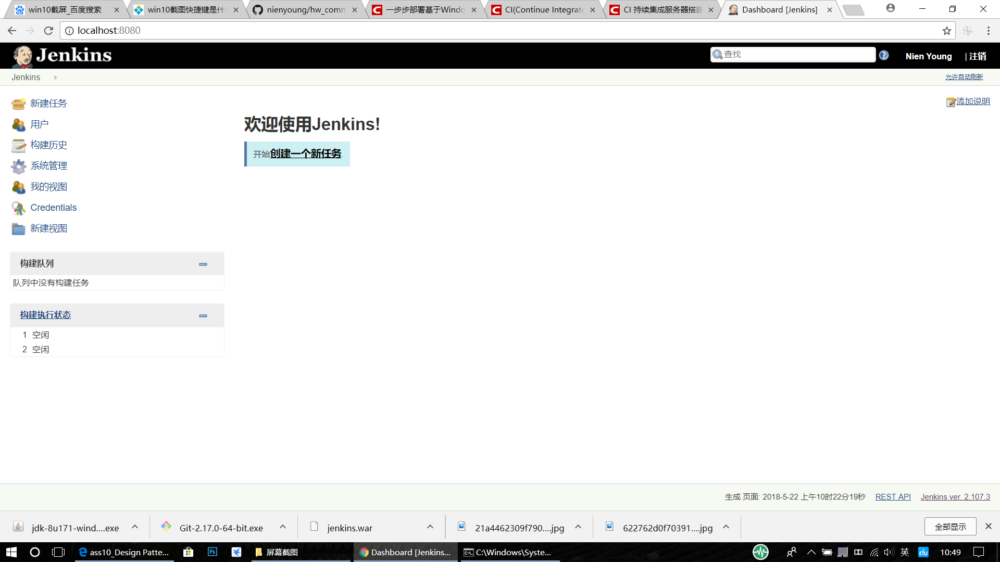 win10截屏_百度搜索
win10截图快捷键是什
nienyoung/hw_comm
一步步部署基于Windo
CI(Continue Integrate
CI 持续集成服务器搭建
Dashboard [Jenkins]
localhost:8080
Jenkins
查找
Nien Young
| 注销
Jenkins
允许自动刷新
新建任务
用户
构建历史
系统管理
我的视图
Credentials
新建视图
添加说明
欢迎使用Jenkins!
开始创建一个新任务.
构建队列
队列中没有构建任务
构建执行状态
1 空闲
2 空闲
生成 页面: 2018-5-22 上午10时22分19秒 REST API Jenkins ver. 2.107.3
jdk-8u171-wind....exe
Git-2.17.0-64-bit.exe
jenkins.war
21a4462309f790....jpg
622762d0f70391....jpg
全部显示
ass10_Design Patte...
Ps
屏幕截图
Dashboard [Jenkins...
C:\Windows\Syste...
英
du
10:49